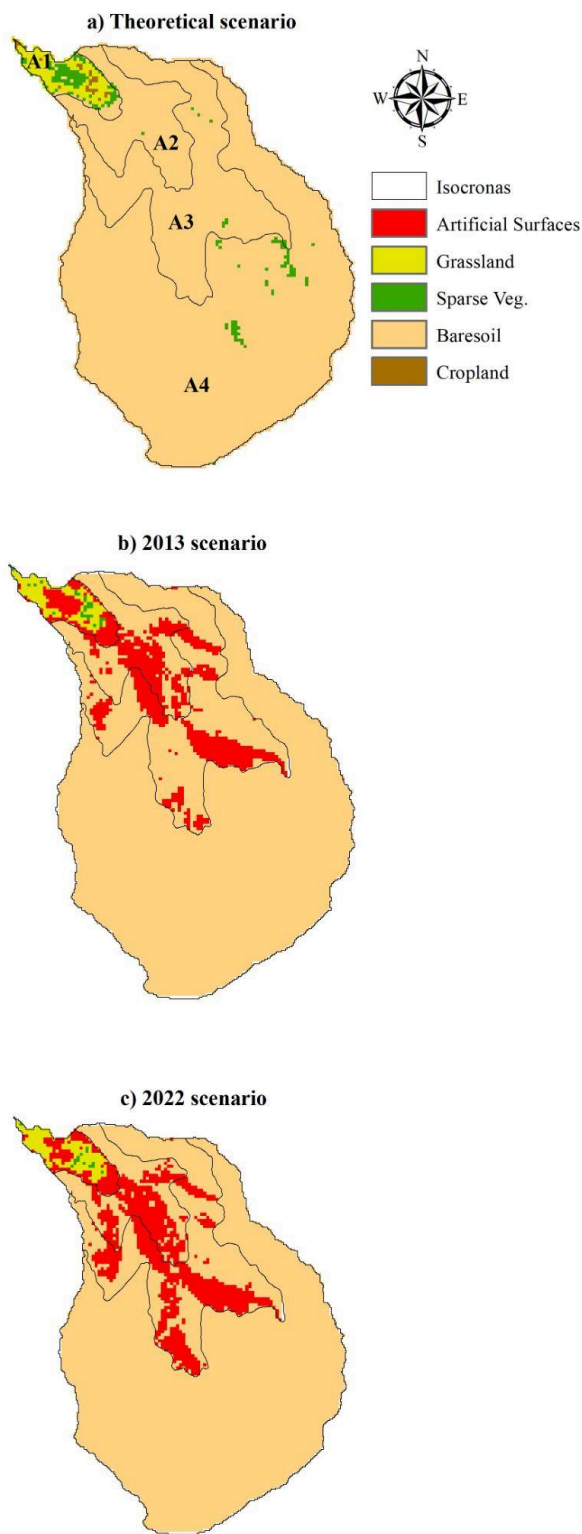 a) Theoretical scenario
A1
A2
A3
A4
N
W
E
S
Isocronas
Artificial Surfaces
Grassland
Sparse Veg.
Baresoil
Cropland
b) 2013 scenario
c) 2022 scenario